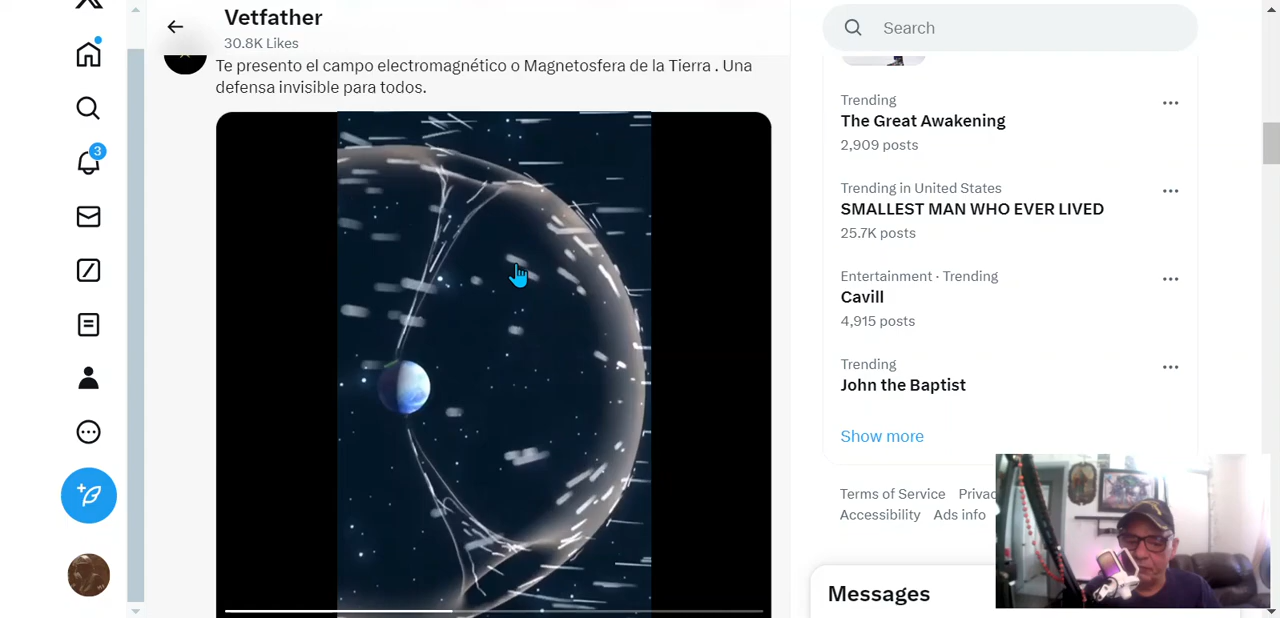 Vetfather
30.8K Likes
Te presento el campo electromagnético o Magnetosfera de la Tierra . Una
defensa invisible para todos.
3
Search
Trending
The Great Awakening
2,909 posts
Trending in United States
SMALLEST MAN WHO EVER LIVED
25.7K posts
Entertainment · Trending
Cavill
4,915 posts
Trending
John the Baptist
Show more
Terms of Service
Accessibility Ads info
Messages